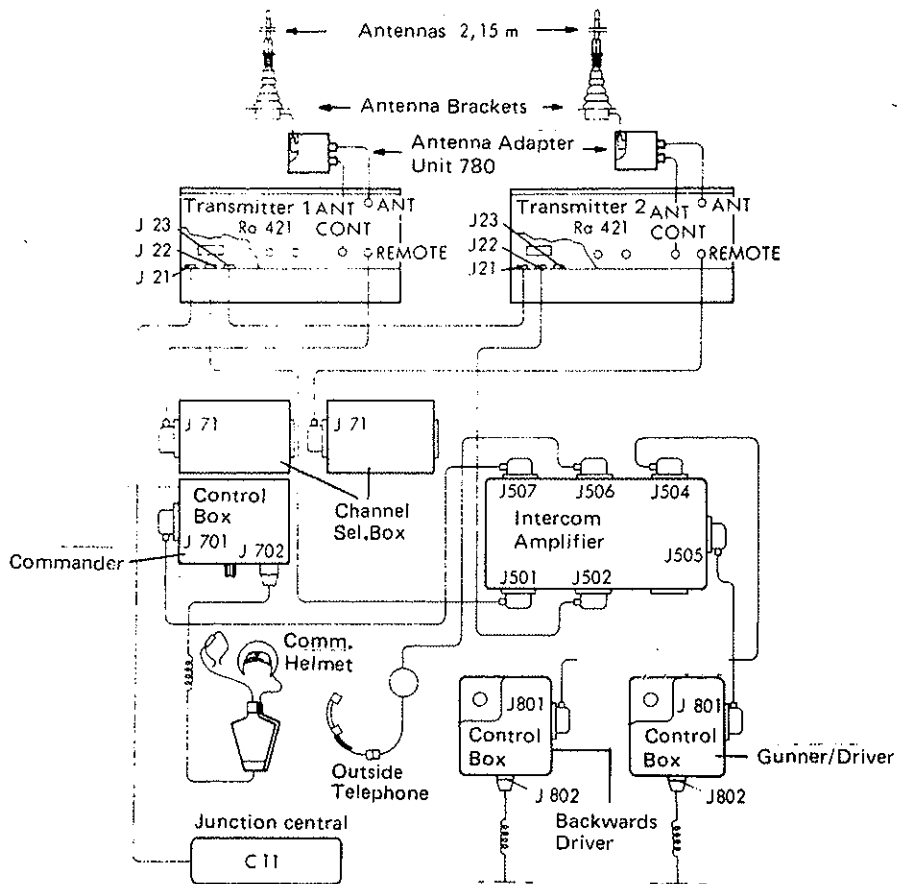 Antennas 2,15 m
Antenna Brackets
Antenna Adapter
Unit 780
Transmitter 1
Ra 421
ANT
CONT
ANT
REMOTE
J 23
J 22
J 21
Transmitter 2
Ra 421
ANT
CONT
ANT
REMOTE
J23
J22
J21
J 71
J 71
Channel
Sel.Box
Control
Box
J 701
J 702
Commander
J507
J506
J504
Intercom
Amplifier
J505
J501
J502
Comm.
Helmet
Outside
Telephone
J801
Control
Box
J 802
Backwards
Driver
J 801
Control
Box
J802
Gunner/Driver
Junction central
C 11